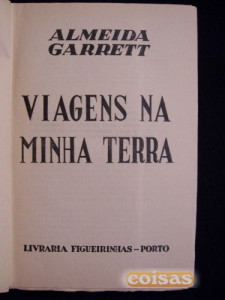 ALMEIDA
GARRETT
VIAGENS NA
MINHA TERRA
LIVRARIA FIGUEIRINHAS — PORTO
coisas